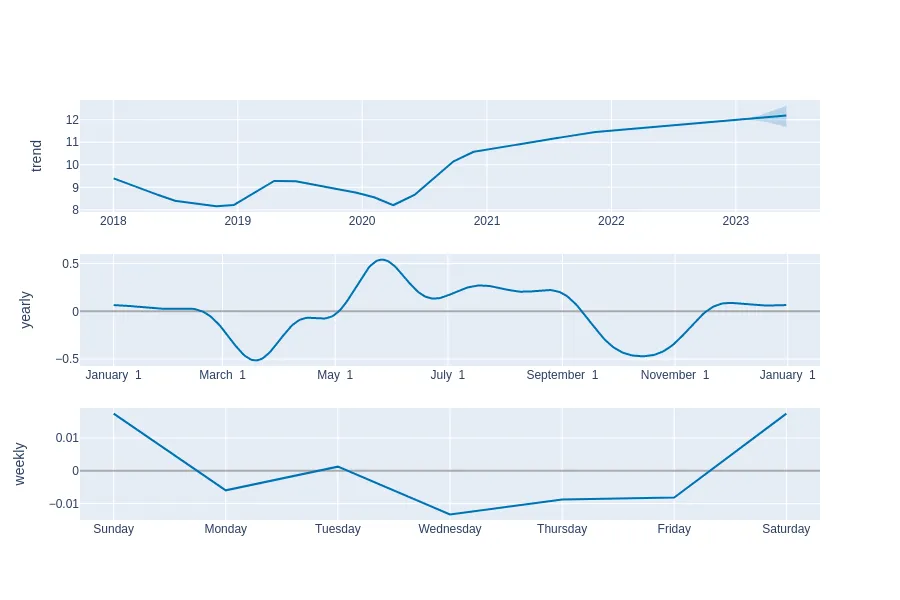 trend
12
11
10
9
8
2018 2019 2020 2021 2022 2023
yearly
0.5
0
−0.5
January 1 March 1 May 1 July 1 September 1 November 1 January 1
weekly
0.01
0
−0.01
Sunday Monday Tuesday Wednesday Thursday Friday Saturday